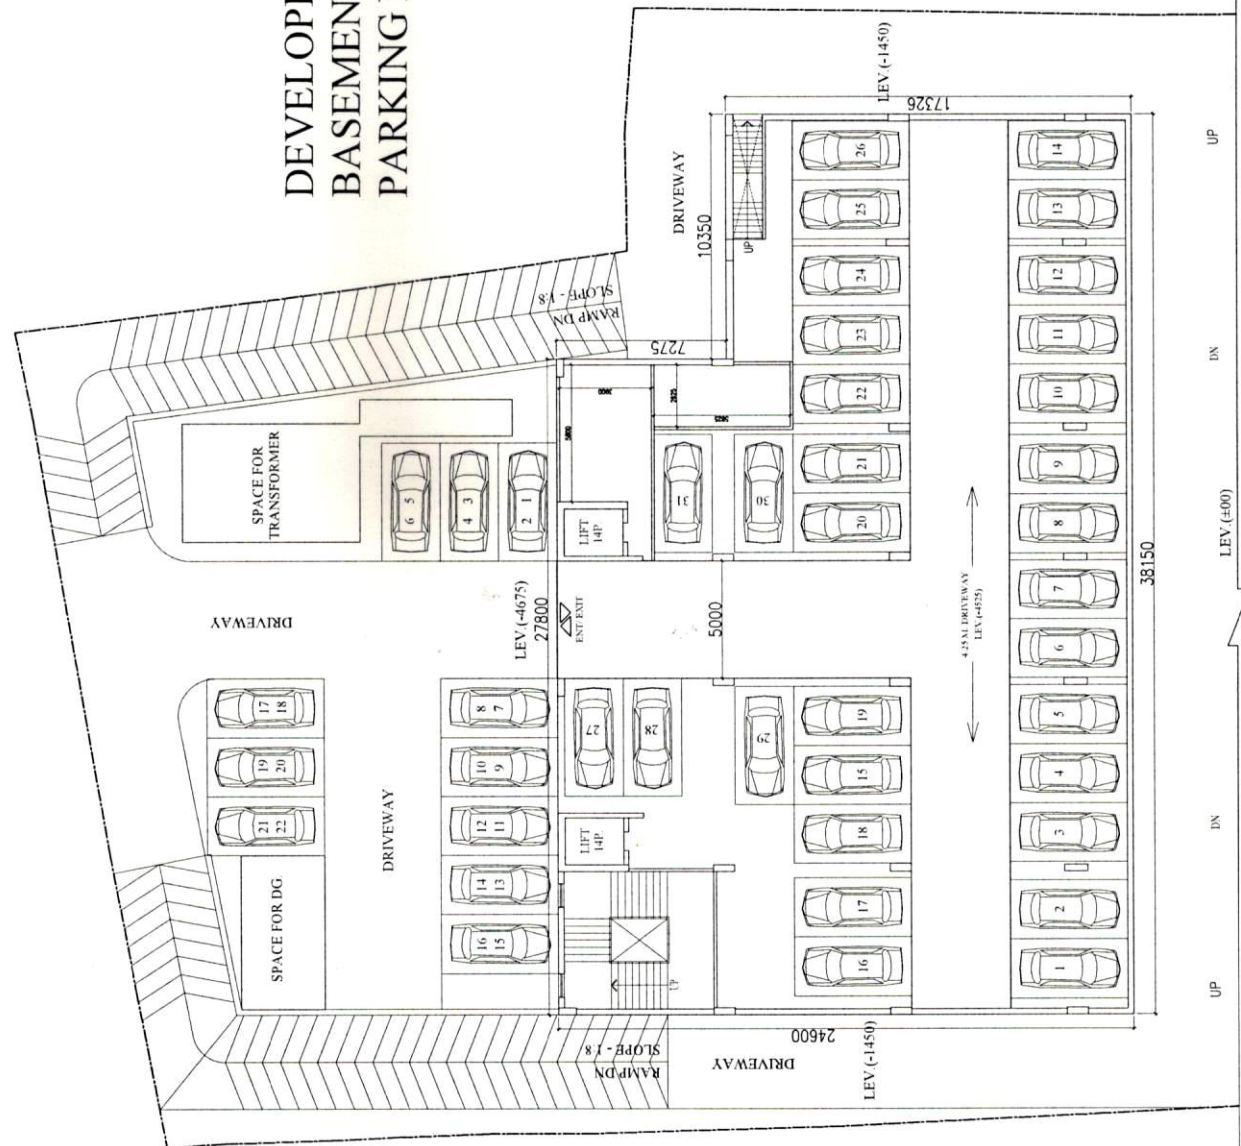 DEVELOP
BASEMEN
PARKING
LEV.(-1450)
17326
DRIVEWAY
10350
UP
26
14
25
13
24
12
23
11
22
10
21
9
20
8
7
6
19
5
15
4
18
3
17
2
16
1
SLOPE - 1:8
RAMP DN
7275
SPACE FOR
TRANSFORMER
6 5
4 3
2 1
5800
3600
2825
5825
31
30
LIFT
14P
DRIVEWAY
LEV.(-4675)
27800
ENT/EXIT
5000
4.25 M. DRIVEWAY
LEV.(-4525)
38150
17 18
19 20
21 22
8 7
10 9
12 11
14 13
16 15
27
28
29
DRIVEWAY
LIFT
14P
SPACE FOR DG.
UP
SLOPE - 1:8
RAMP DN
DRIVEWAY
24600
LEV.(-1450)
UP
DN
LEV.(±00)
DN
UP